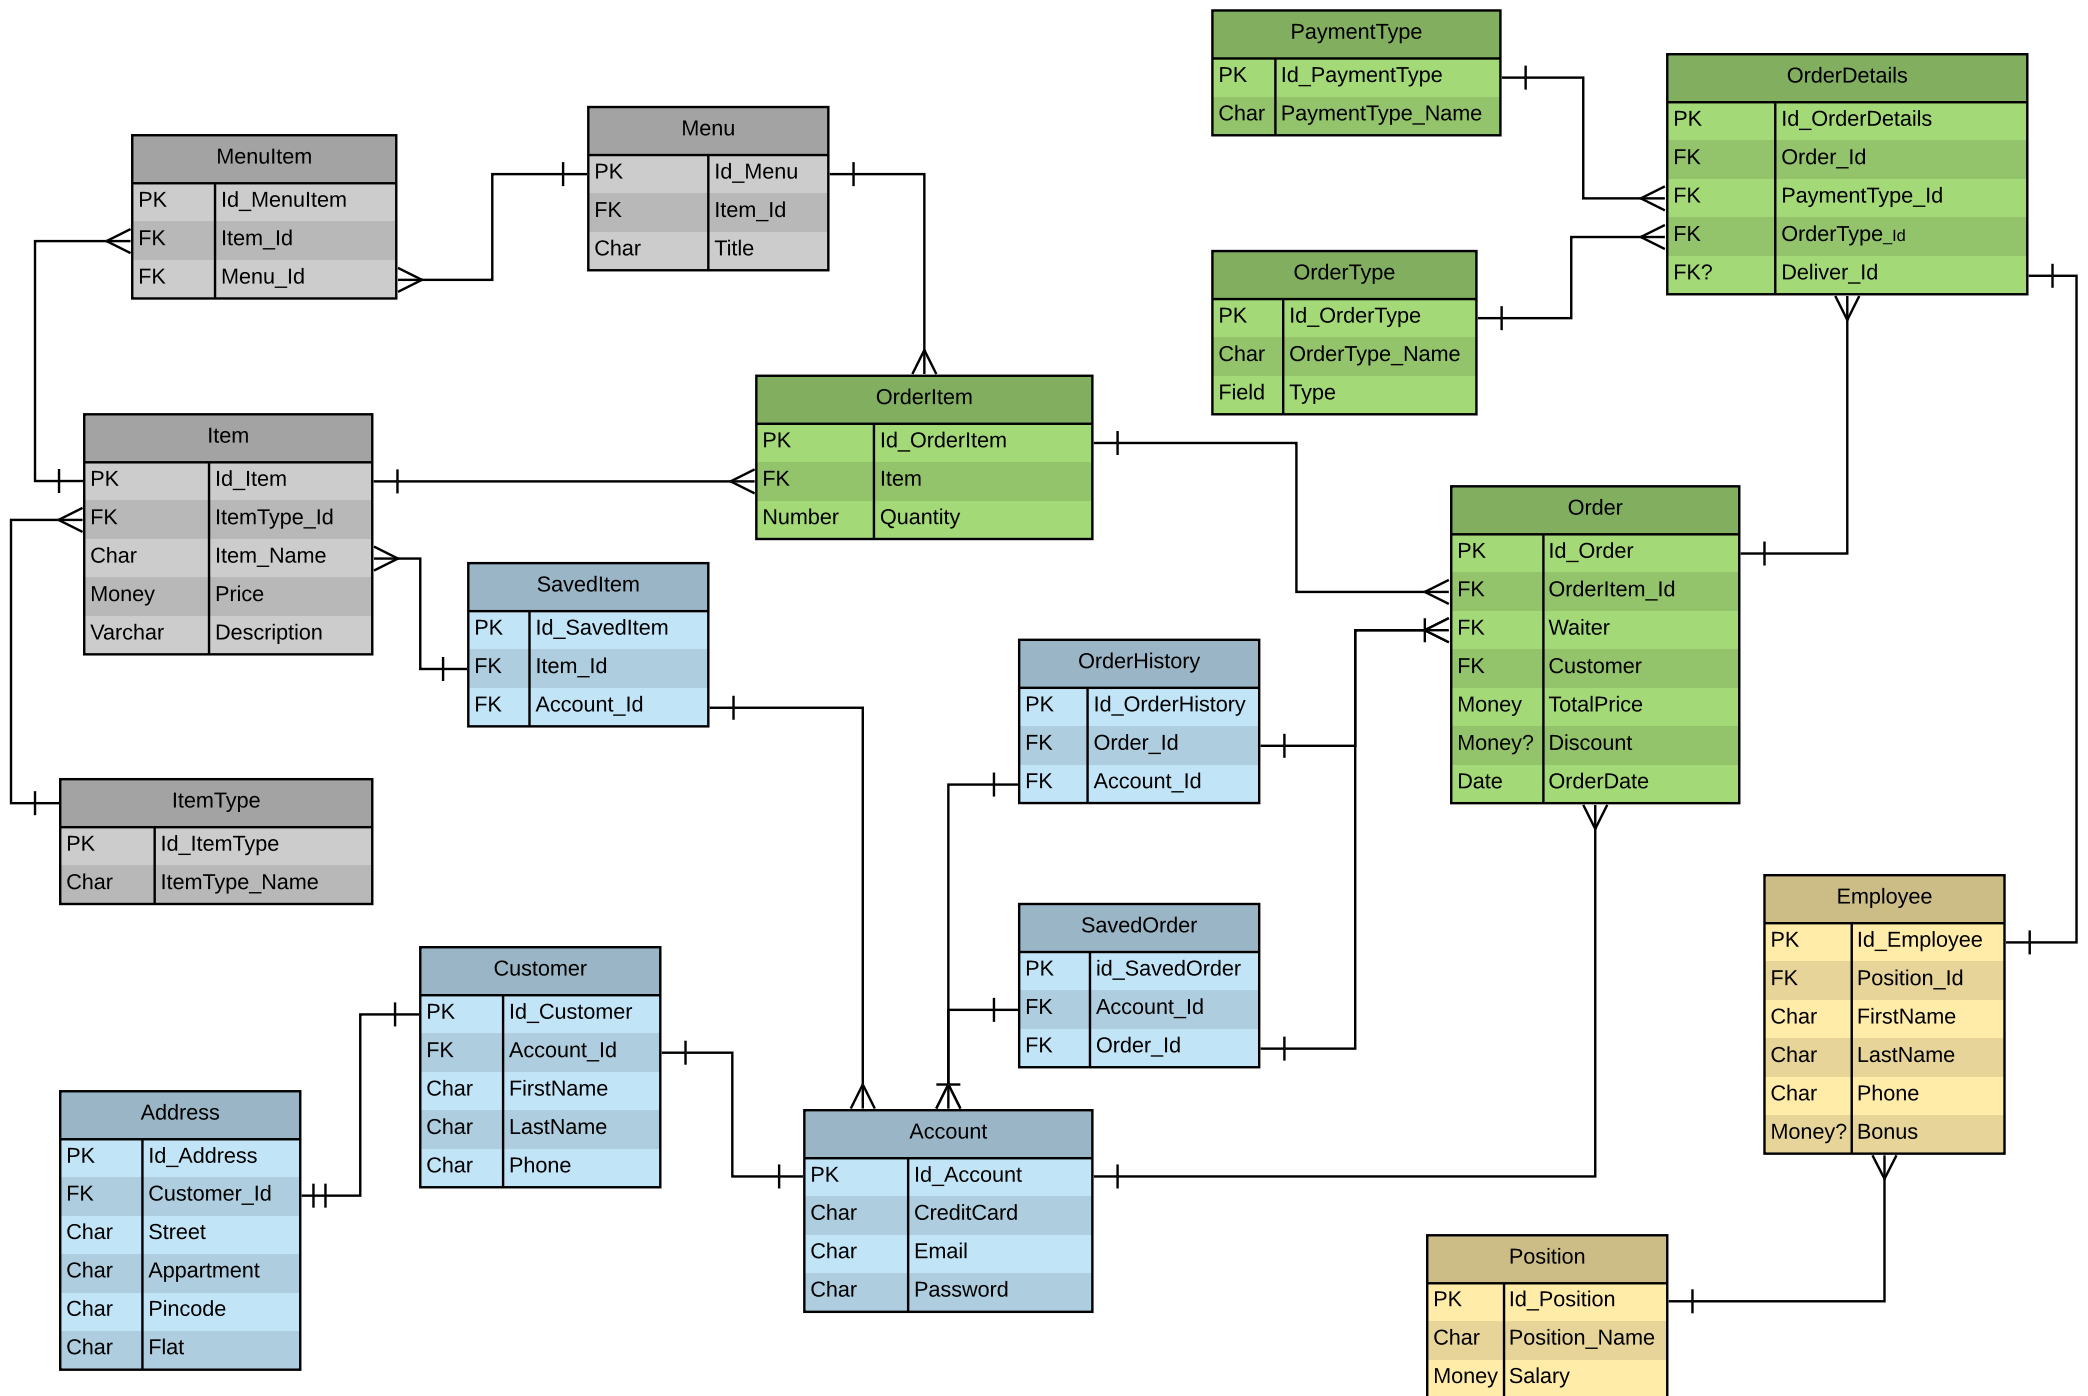 PaymentType
PK Id_PaymentType
Char PaymentType_Name
OrderDetails
PK Id_OrderDetails
FK Order_Id
FK PaymentType_Id
FK OrderType_Id
FK? Deliver_Id
Menu
PK Id_Menu
FK Item_Id
Char Title
MenuItem
PK Id_MenuItem
FK Item_Id
FK Menu_Id
OrderType
PK Id_OrderType
Char OrderType_Name
Field Type
OrderItem
PK Id_OrderItem
FK Item
Number Quantity
Item
PK Id_Item
FK ItemType_Id
Char Item_Name
Money Price
Varchar Description
Order
PK Id_Order
FK OrderItem_Id
FK Waiter
FK Customer
Money TotalPrice
Money? Discount
Date OrderDate
SavedItem
PK Id_SavedItem
FK Item_Id
FK Account_Id
OrderHistory
PK Id_OrderHistory
FK Order_Id
FK Account_Id
ItemType
PK Id_ItemType
Char ItemType_Name
Employee
PK Id_Employee
FK Position_Id
Char FirstName
Char LastName
Char Phone
Money? Bonus
SavedOrder
PK id_SavedOrder
FK Account_Id
FK Order_Id
Customer
PK Id_Customer
FK Account_Id
Char FirstName
Char LastName
Char Phone
Address
PK Id_Address
FK Customer_Id
Char Street
Char Appartment
Char Pincode
Char Flat
Account
PK Id_Account
Char CreditCard
Char Email
Char Password
Position
PK Id_Position
Char Position_Name
Money Salary